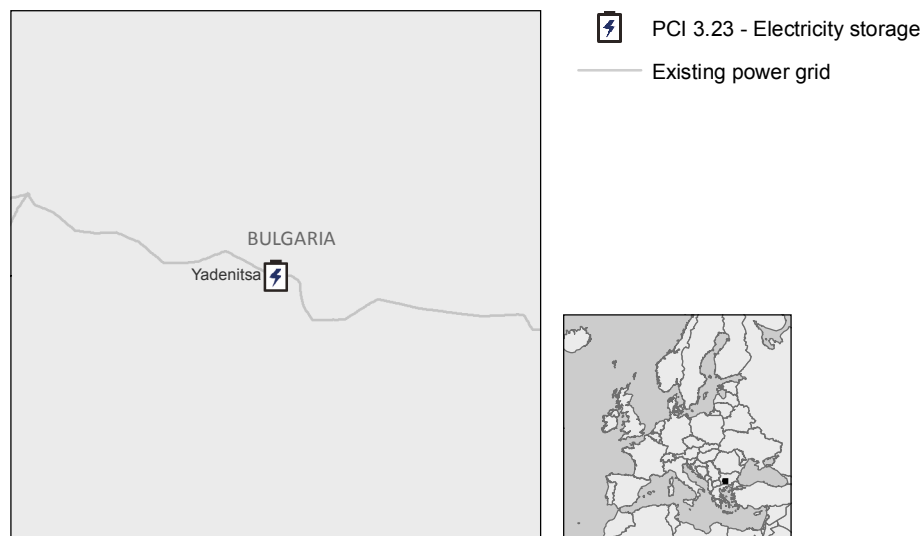 PCI 3.23 - Electricity storage
Existing power grid
BULGARIA
Yadenitsa